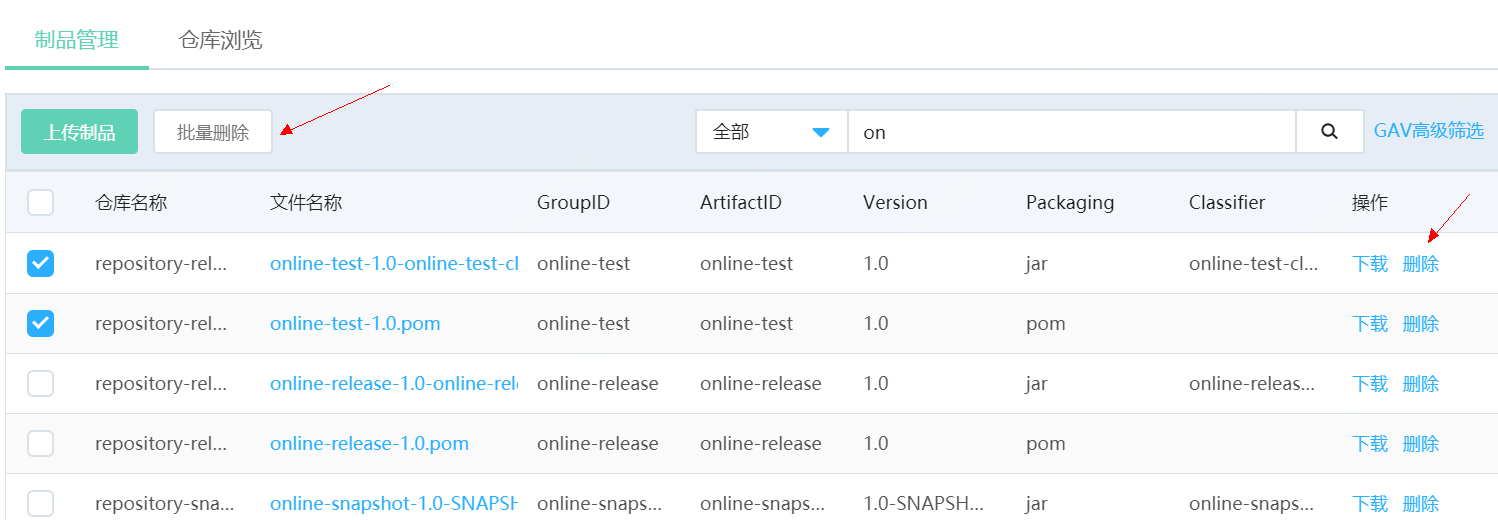 制品管理 仓库浏览
上传制品 批量删除 全部 on GAV高级筛选
仓库名称 文件名称 GroupID ArtifactID Version Packaging Classifier 操作
repository-rel... online-test-1.0-online-test-cl online-test online-test 1.0 jar online-test-cl... 下载 删除
repository-rel... online-test-1.0.pom online-test online-test 1.0 pom 下载 删除
repository-rel... online-release-1.0-online-rel online-release online-release 1.0 jar online-releas... 下载 删除
repository-rel... online-release-1.0.pom online-release online-release 1.0 pom 下载 删除
repository-sna... online-snapshot-1.0-SNAPSH online-snaps... online-snaps... 1.0-SNAPSH... jar online-snaps... 下载 删除